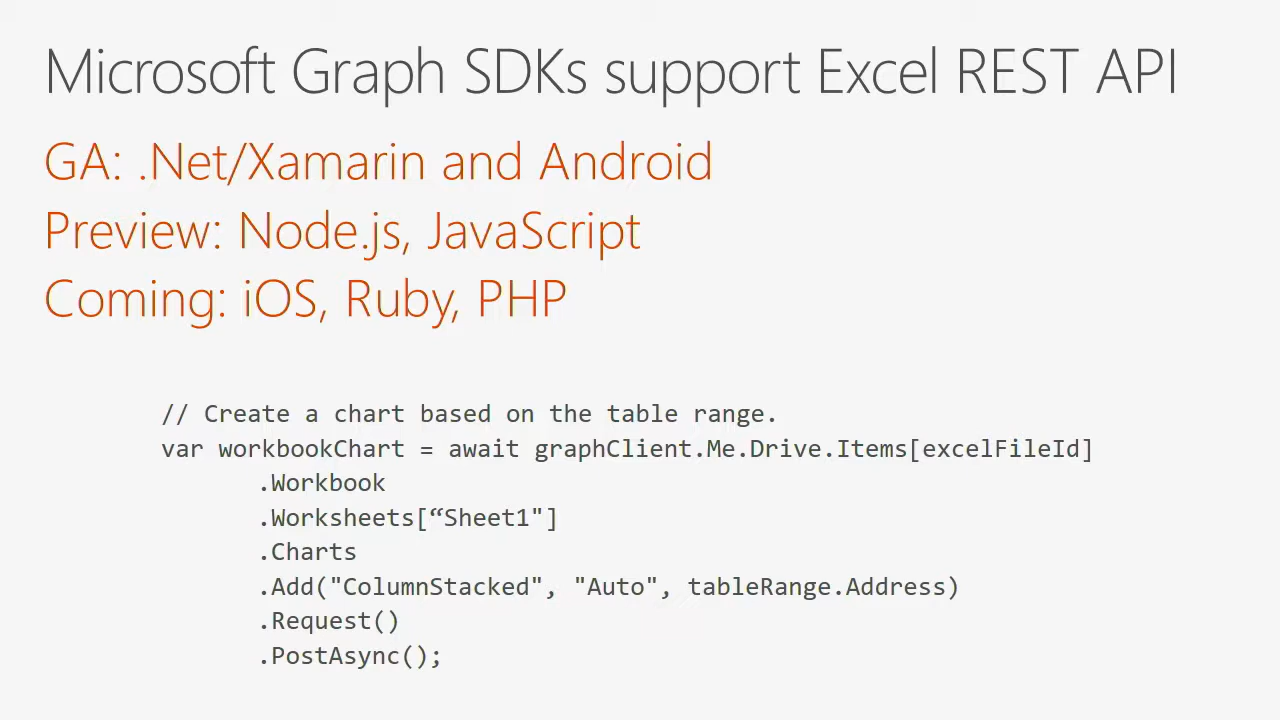 Microsoft Graph SDKs support Excel REST API
GA: .Net/Xamarin and Android
Preview: Node.js, JavaScript
Coming: iOS, Ruby, PHP
// Create a chart based on the table range.
var workbookChart = await graphClient.Me.Drive.Items[excelFileId]
.Workbook
.Worksheets[“Sheet1"]
.Charts
.Add("ColumnStacked", "Auto", tableRange.Address)
.Request()
.PostAsync();